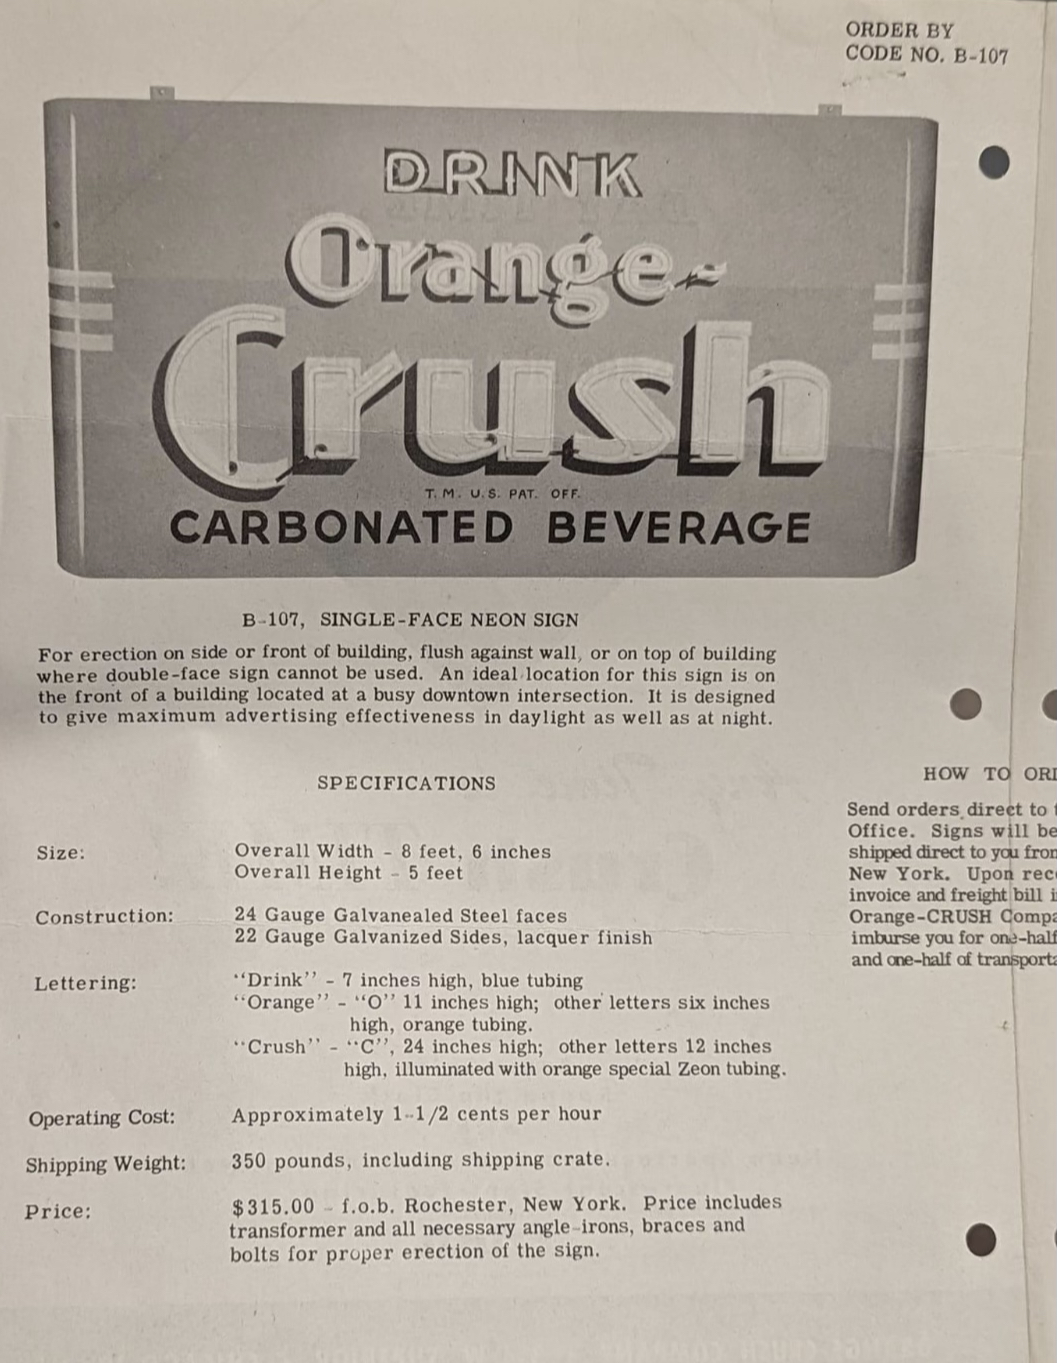 ORDER BY
CODE NO. B-107
DRINK
Orange-
Crush
T. M. U.S. PAT. OFF.
CARBONATED BEVERAGE
B-107, SINGLE-FACE NEON SIGN
For erection on side or front of building, flush against wall, or on top of building
where double-face sign cannot be used. An ideal location for this sign is on
the front of a building located at a busy downtown intersection. It is designed
to give maximum advertising effectiveness in daylight as well as at night.
SPECIFICATIONS
Size: Overall Width - 8 feet, 6 inches
Overall Height - 5 feet
Construction: 24 Gauge Galvanealed Steel faces
22 Gauge Galvanized Sides, lacquer finish
Lettering: "Drink" - 7 inches high, blue tubing
"Orange" - "O" 11 inches high; other letters six inches
high, orange tubing.
"Crush" - "C", 24 inches high; other letters 12 inches
high, illuminated with orange special Zeon tubing.
Operating Cost: Approximately 1-1/2 cents per hour
Shipping Weight: 350 pounds, including shipping crate.
Price: $315.00 - f.o.b. Rochester, New York. Price includes
transformer and all necessary angle-irons, braces and
bolts for proper erection of the sign.
HOW TO
Send orders direct to
Office. Signs will be
shipped direct to you
New York. Upon
invoice and freight bill
Orange-CRUSH
imburse you for one-half
and one-half of